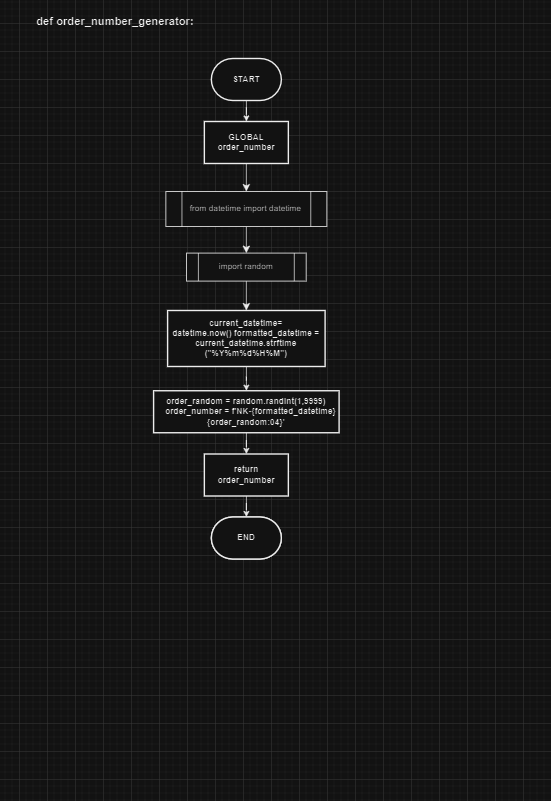 def order_number_generator:
START
GLOBAL
order_number
from datetime import datetime
import random
current_datetime=
datetime.now() formatted_datetime =
current_datetime.strftime
("%Y%m%d%H%M")
order_random = random.randint(1,9999)
order_number = f'NK-{formatted_datetime}
{order_random:04}'
return
order_number
END